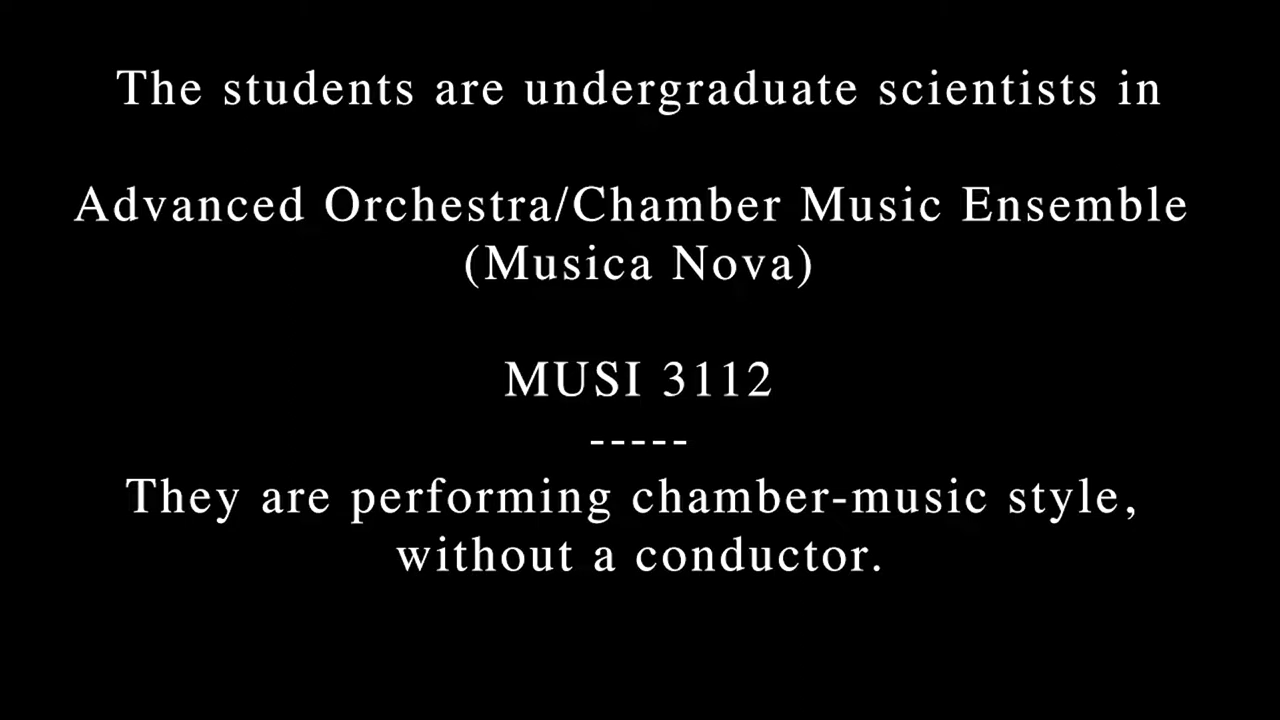 The students are undergraduate scientists in
Advanced Orchestra/Chamber Music Ensemble
(Musica Nova)
MUSI 3112
-----
They are performing chamber-music style,
without a conductor.